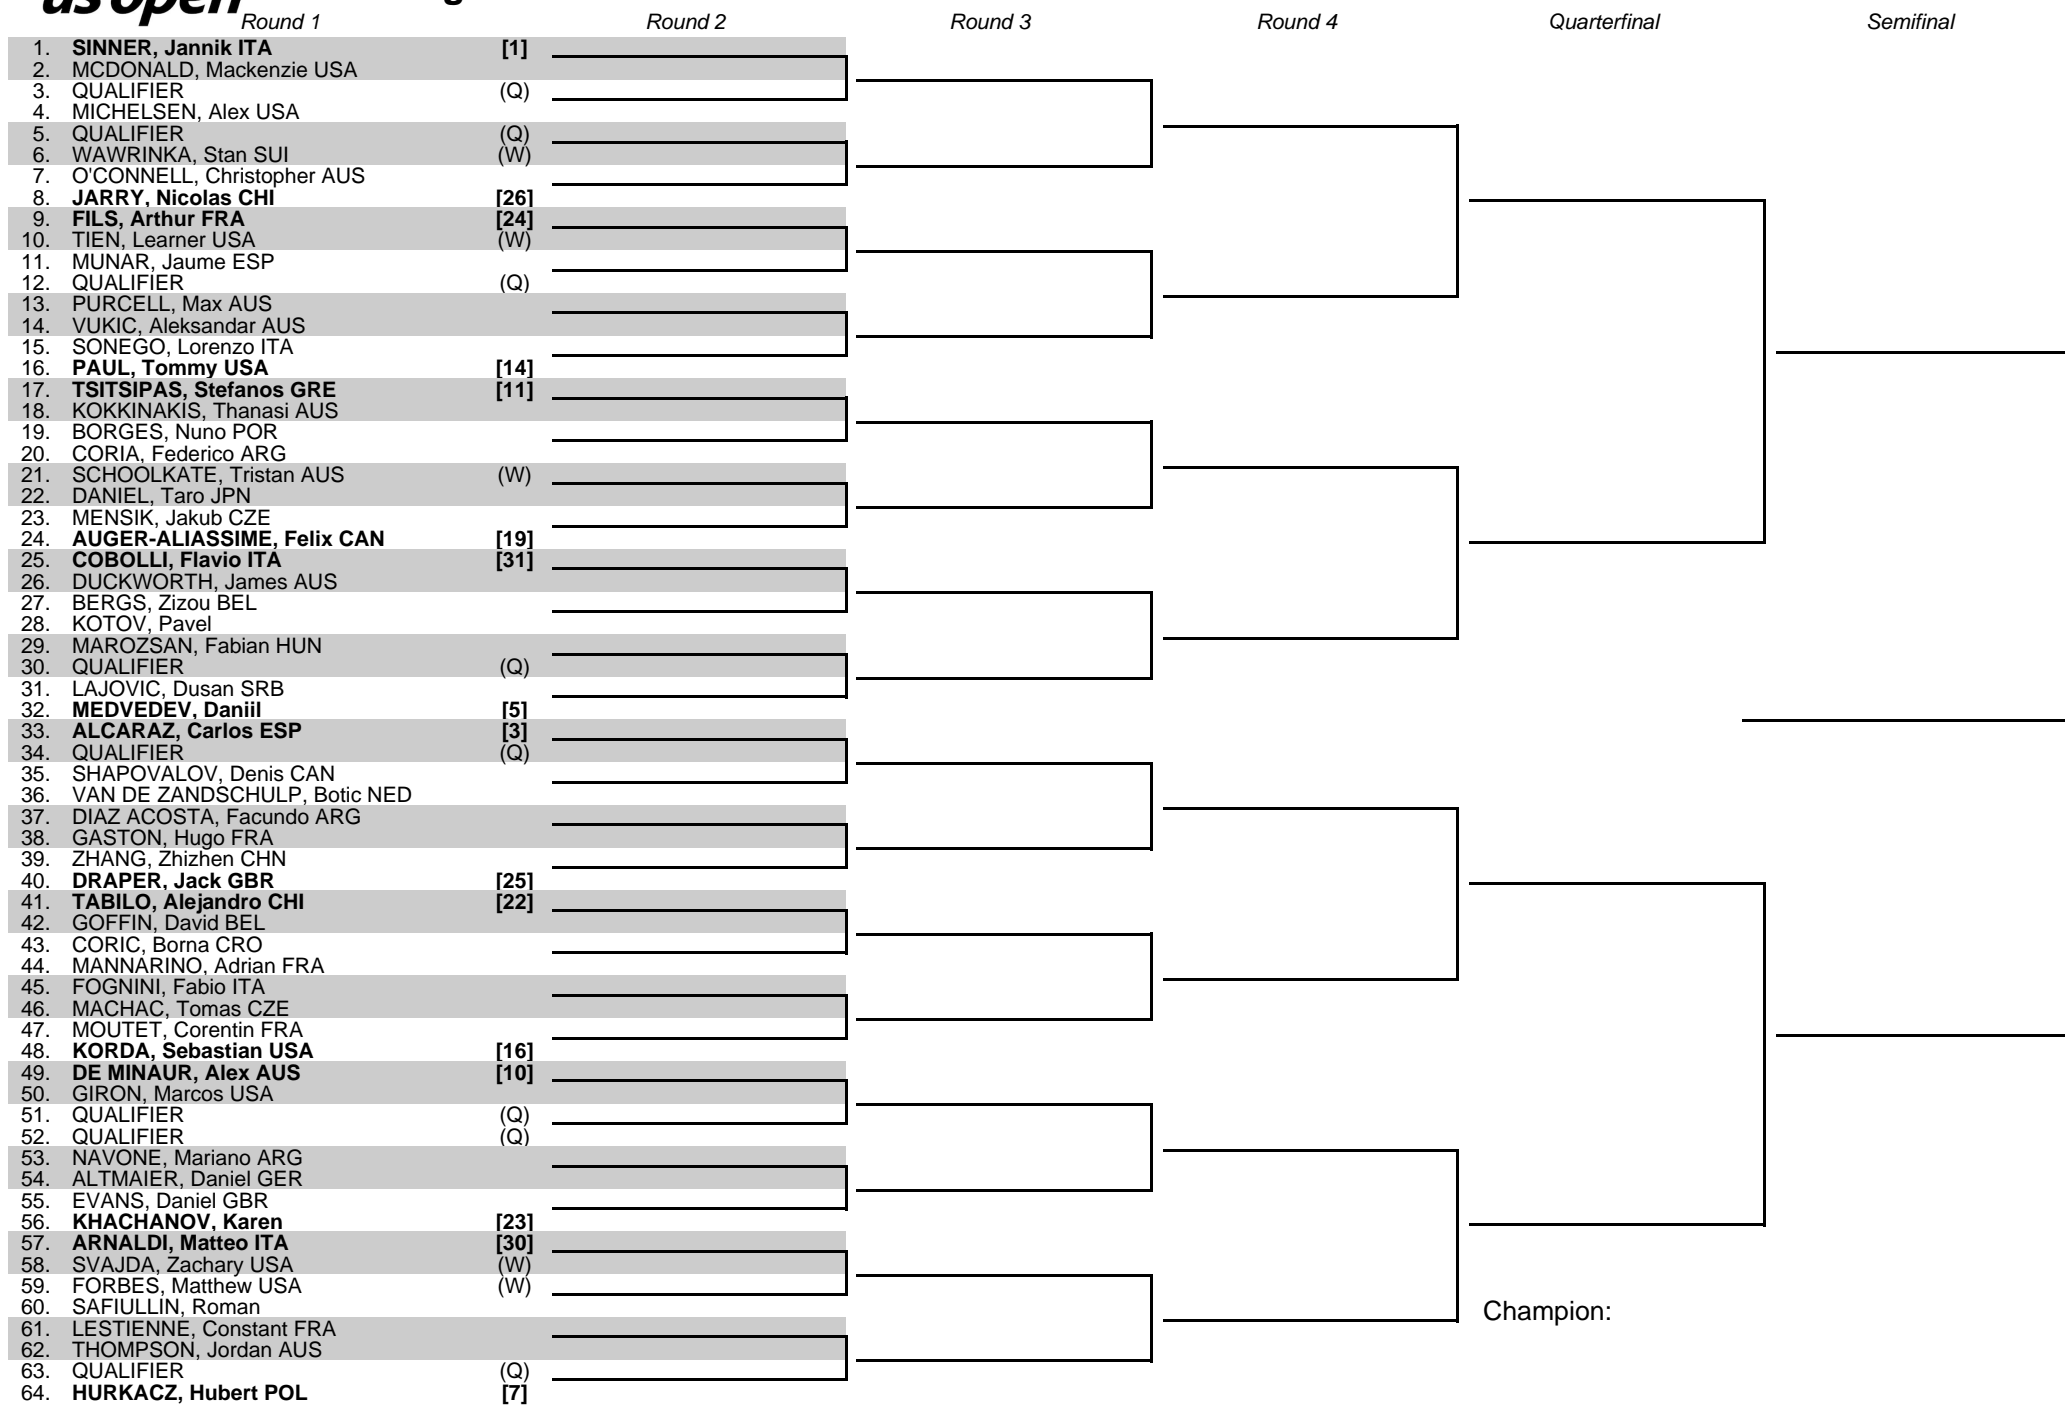 us open
Round 1 Round 2 Round 3 Round 4 Quarterfinal Semifinal
1. SINNER, Jannik ITA [1]
2. MCDONALD, Mackenzie USA
3. QUALIFIER (Q)
4. MICHELSEN, Alex USA
5. QUALIFIER (Q)
6. WAWRINKA, Stan SUI (W)
7. O'CONNELL, Christopher AUS
8. JARRY, Nicolas CHI [26]
9. FILS, Arthur FRA [24]
10. TIEN, Learner USA (W)
11. MUNAR, Jaume ESP
12. QUALIFIER (Q)
13. PURCELL, Max AUS
14. VUKIC, Aleksandar AUS
15. SONEGO, Lorenzo ITA
16. PAUL, Tommy USA [14]
17. TSITSIPAS, Stefanos GRE [11]
18. KOKKINAKIS, Thanasi AUS
19. BORGES, Nuno POR
20. CORIA, Federico ARG
21. SCHOOLKATE, Tristan AUS (W)
22. DANIEL, Taro JPN
23. MENSIK, Jakub CZE
24. AUGER-ALIASSIME, Felix CAN [19]
25. COBOLLI, Flavio ITA [31]
26. DUCKWORTH, James AUS
27. BERGS, Zizou BEL
28. KOTOV, Pavel
29. MAROZSAN, Fabian HUN
30. QUALIFIER (Q)
31. LAJOVIC, Dusan SRB
32. MEDVEDEV, Daniil [5]
33. ALCARAZ, Carlos ESP [3]
34. QUALIFIER (Q)
35. SHAPOVALOV, Denis CAN
36. VAN DE ZANDSCHULP, Botic NED
37. DIAZ ACOSTA, Facundo ARG
38. GASTON, Hugo FRA
39. ZHANG, Zhizhen CHN
40. DRAPER, Jack GBR [25]
41. TABILO, Alejandro CHI [22]
42. GOFFIN, David BEL
43. CORIC, Borna CRO
44. MANNARINO, Adrian FRA
45. FOGNINI, Fabio ITA
46. MACHAC, Tomas CZE
47. MOUTET, Corentin FRA
48. KORDA, Sebastian USA [16]
49. DE MINAUR, Alex AUS [10]
50. GIRON, Marcos USA
51. QUALIFIER (Q)
52. QUALIFIER (Q)
53. NAVONE, Mariano ARG
54. ALTMAIER, Daniel GER
55. EVANS, Daniel GBR
56. KHACHANOV, Karen [23]
57. ARNALDI, Matteo ITA [30]
58. SVAJDA, Zachary USA (W)
59. FORBES, Matthew USA (W)
60. SAFIULLIN, Roman
Champion:
61. LESTIENNE, Constant FRA
62. THOMPSON, Jordan AUS
63. QUALIFIER (Q)
64. HURKACZ, Hubert POL [7]